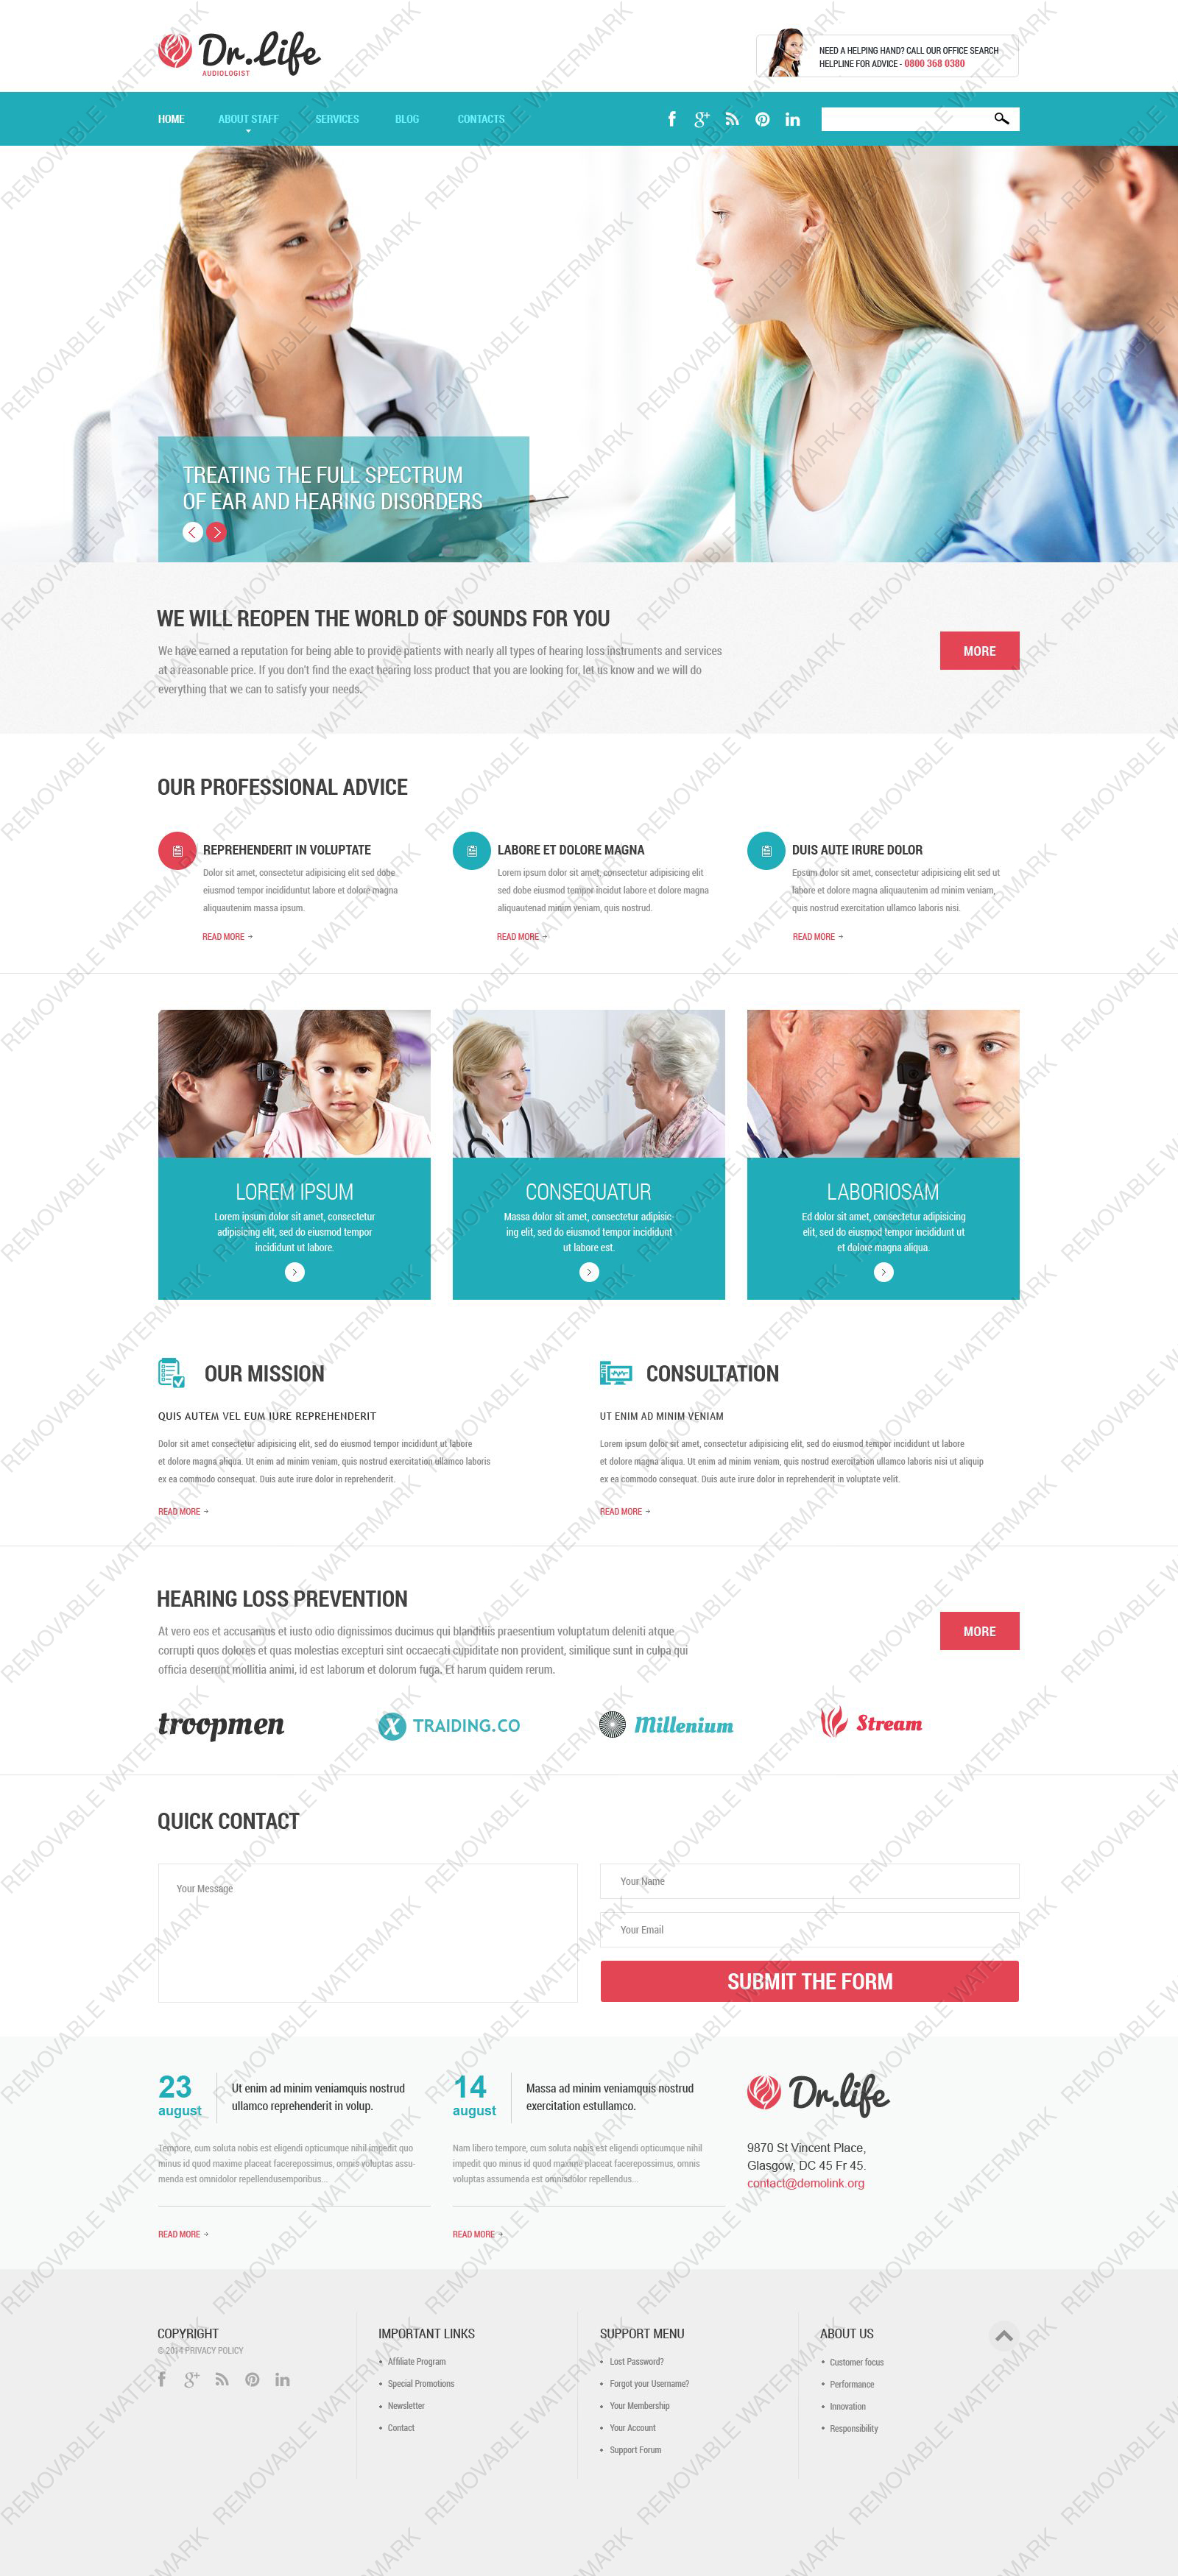 Dr.Life
AUDIOLOGIST
NEED A HELPING HAND? CALL OUR OFFICE SEARCH
HELPLINE FOR ADVICE - 0800 368 0380
HOME ABOUT STAFF SERVICES BLOG CONTACTS
TREATING THE FULL SPECTRUM
OF EAR AND HEARING DISORDERS
WE WILL REOPEN THE WORLD OF SOUNDS FOR YOU
We have earned a reputation for being able to provide patients with nearly all types of hearing loss instruments and services
at a reasonable price. If you don't find the exact hearing loss product that you are looking for, let us know and we will do
everything that we can to satisfy your needs.
MORE
OUR PROFESSIONAL ADVICE
REPREHENDERIT IN VOLUPTATE
Dolor sit amet, consectetur adipisicing elit sed dobe
eiusmod tempor incididuntut labore et dolore magna
aliquautenim massa ipsum.
READ MORE
LABORE ET DOLORE MAGNA
Lorem ipsum dolor sit amet, consectetur adipisicing elit
sed dobe eiusmod tempor incidut labore et dolore magna
aliquautenad minim veniam, quis nostrud.
READ MORE
DUIS AUTE IRURE DOLOR
Epsum dolor sit amet, consectetur adipisicing elit sed ut
labore et dolore magna aliquautenim ad minim veniam,
quis nostrud exercitation ullamco laboris nisi.
READ MORE
LOREM IPSUM
Lorem ipsum dolor sit amet, consectetur
adipisicing elit, sed do eiusmod tempor
incididunt ut labore.
CONSEQUATUR
Massa dolor sit amet, consectetur adipisic-
ing elit, sed do eiusmod tempor incididunt
ut labore est.
LABORIOSAM
Ed dolor sit amet, consectetur adipisicing
elit, sed do eiusmod tempor incididunt ut
et dolore magna aliqua.
OUR MISSION
QUIS AUTEM VEL EUM IURE REPREHENDERIT
Dolor sit amet consectetur adipisicing elit, sed do eiusmod tempor incididunt ut labore
et dolore magna aliqua. Ut enim ad minim veniam, quis nostrud exercitation ullamco laboris
ex ea commodo consequat. Duis aute irure dolor in reprehenderit.
READ MORE
CONSULTATION
UT ENIM AD MINIM VENIAM
Lorem ipsum dolor sit amet, consectetur adipisicing elit, sed do eiusmod tempor incididunt ut labore
et dolore magna aliqua. Ut enim ad minim veniam, quis nostrud exercitation ullamco laboris nisi ut aliquip
ex ea commodo consequat. Duis aute irure dolor in reprehenderit in voluptate velit.
READ MORE
HEARING LOSS PREVENTION
At vero eos et accusamus et iusto odio dignissimos ducimus qui blanditiis praesentium voluptatum deleniti atque
corrupti quos dolores et quas molestias excepturi sint occaecati cupiditate non provident, similique sunt in culpa qui
officia deserunt mollitia animi, id est laborum et dolorum fuga. Et harum quidem rerum.
MORE
troopmen
X TRAIDING.CO
Millenium
Stream
QUICK CONTACT
Your Message
Your Name
Your Email
SUBMIT THE FORM
23
august
Ut enim ad minim veniamquis nostrud
ullamco reprehenderit in volup.
Tempore, cum soluta nobis est eligendi opticumque nihil impedit quo
minus id quod maxime placeat facerepossimus, omnis voluptas assu-
menda est omnidolor repellendusemporibus...
READ MORE
14
august
Massa ad minim veniamquis nostrud
exercitation estullamco.
Nam libero tempore, cum soluta nobis est eligendi opticumque nihil
impedit quo minus id quod maxime placeat facerepossimus, omnis
voluptas assumenda est omnisdolor repellendus...
READ MORE
Dr.life
9870 St Vincent Place,
Glasgow, DC 45 Fr 45.
contact@demolink.org
COPYRIGHT
© 2014 PRIVACY POLICY
IMPORTANT LINKS
Affiliate Program
Special Promotions
Newsletter
Contact
SUPPORT MENU
Lost Password?
Forgot your Username?
Your Membership
Your Account
Support Forum
ABOUT US
Customer focus
Performance
Innovation
Responsibility
REMOVABLE WATERMARK